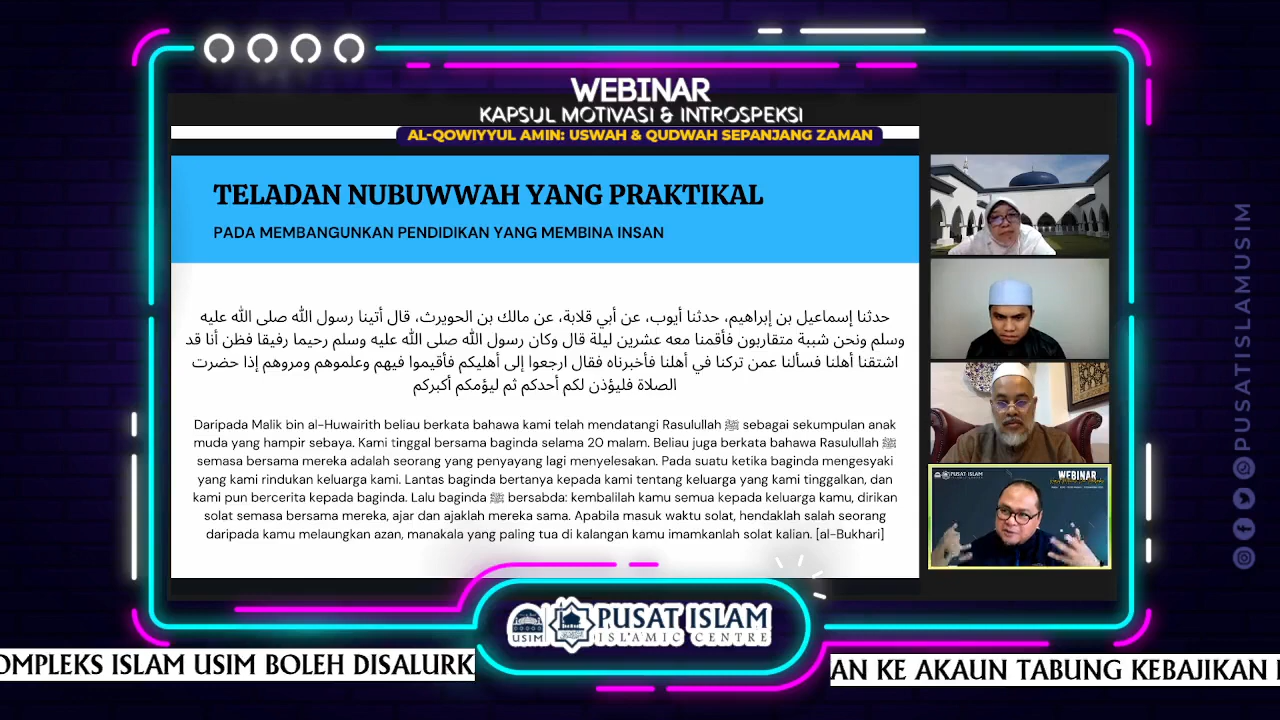 WEBINAR
KAPSUL MOTIVASI & INTROSPEKSI
AL-QOWIYYUL AMIN: USWAH & QUDWAH SEPANJANG ZAMAN
TELADAN NUBUWWAH YANG PRAKTIKAL
PADA MEMBANGUNKAN PENDIDIKAN YANG MEMBINA INSAN
حدثنا إسماعيل بن إبراهيم، حدثنا أيوب، عن أبي قلابة، عن مالك بن الحويرث، قال أتينا رسول الله صلى الله عليه
وسلم ونحن شببة متقاربون فأقمنا معه عشرين ليلة قال وكان رسول الله صلى الله عليه وسلم رحيما رفيقا فظن أنا قد
اشتقنا أهلنا فسألنا عمن تركنا في أهلنا فأخبرناه فقال ارجعوا إلى أهليكم فأقيموا فيهم وعلموهم ومروهم إذا حضرت
الصلاة فليؤذن لكم أحدكم ثم ليؤمكم أكبركم
Daripada Malik bin al-Huwairith beliau berkata bahawa kami telah mendatangi Rasulullah ﷺ sebagai sekumpulan anak
muda yang hampir sebaya. Kami tinggal bersama baginda selama 20 malam. Beliau juga berkata bahawa Rasulullah ﷺ
semasa bersama mereka adalah seorang yang penyayang lagi menyelesakan. Pada suatu ketika baginda mengesyaki
yang kami rindukan keluarga kami. Lantas baginda bertanya kepada kami tentang keluarga yang kami tinggalkan, dan
kami pun bercerita kepada baginda. Lalu baginda ﷺ bersabda: kembalilah kamu semua kepada keluarga kamu, dirikan
solat semasa bersama mereka, ajar dan ajaklah mereka sama. Apabila masuk waktu solat, hendaklah salah seorang
daripada kamu melaungkan azan, manakala yang paling tua di kalangan kamu imamkanlah solat kalian. [al-Bukhari]
PUSAT ISLAM
WEBINAR
PUSATISLAMUSIM
USIM
PUSAT ISLAM
ISLAMIC CENTRE
OMPLEKS ISLAM USIM BOLEH DISALURK
AN KE AKAUN TABUNG KEBAJIKAN